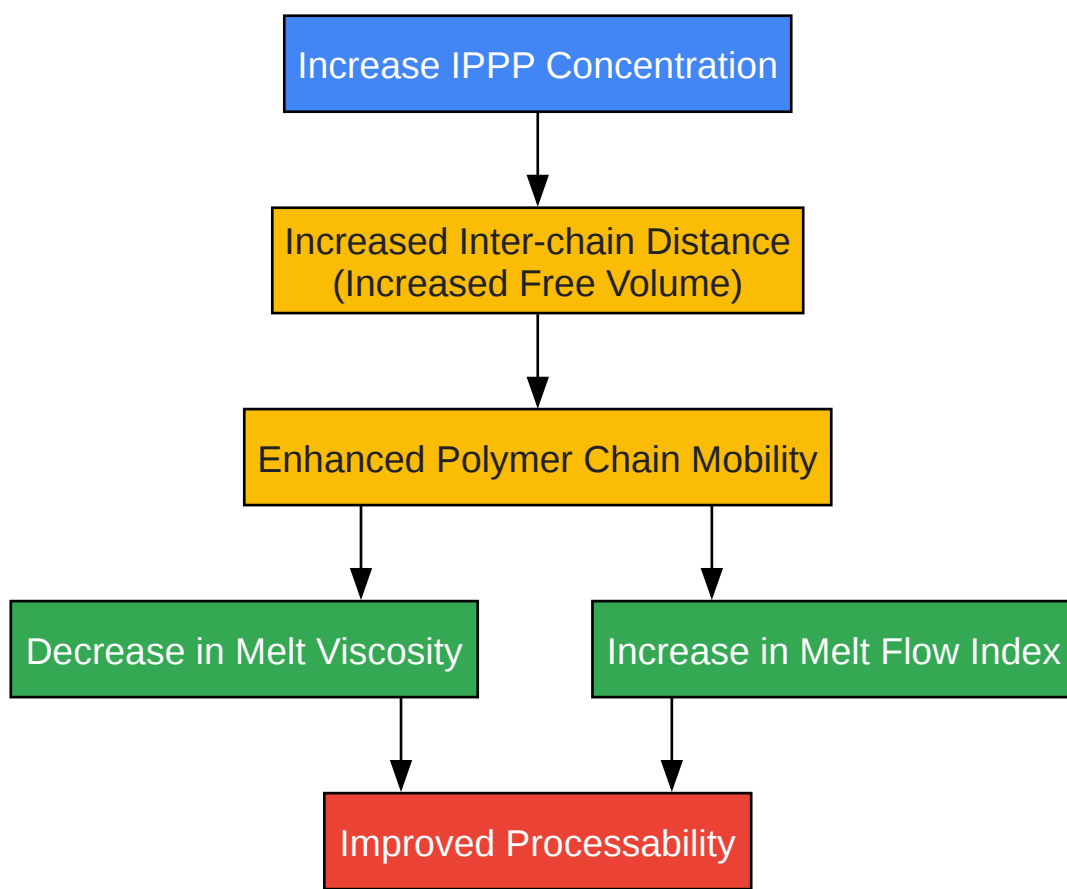 Increase IPPP Concentration
Increased Inter-chain Distance
(Increased Free Volume)
Enhanced Polymer Chain Mobility
Decrease in Melt Viscosity
Increase in Melt Flow Index
Improved Processability